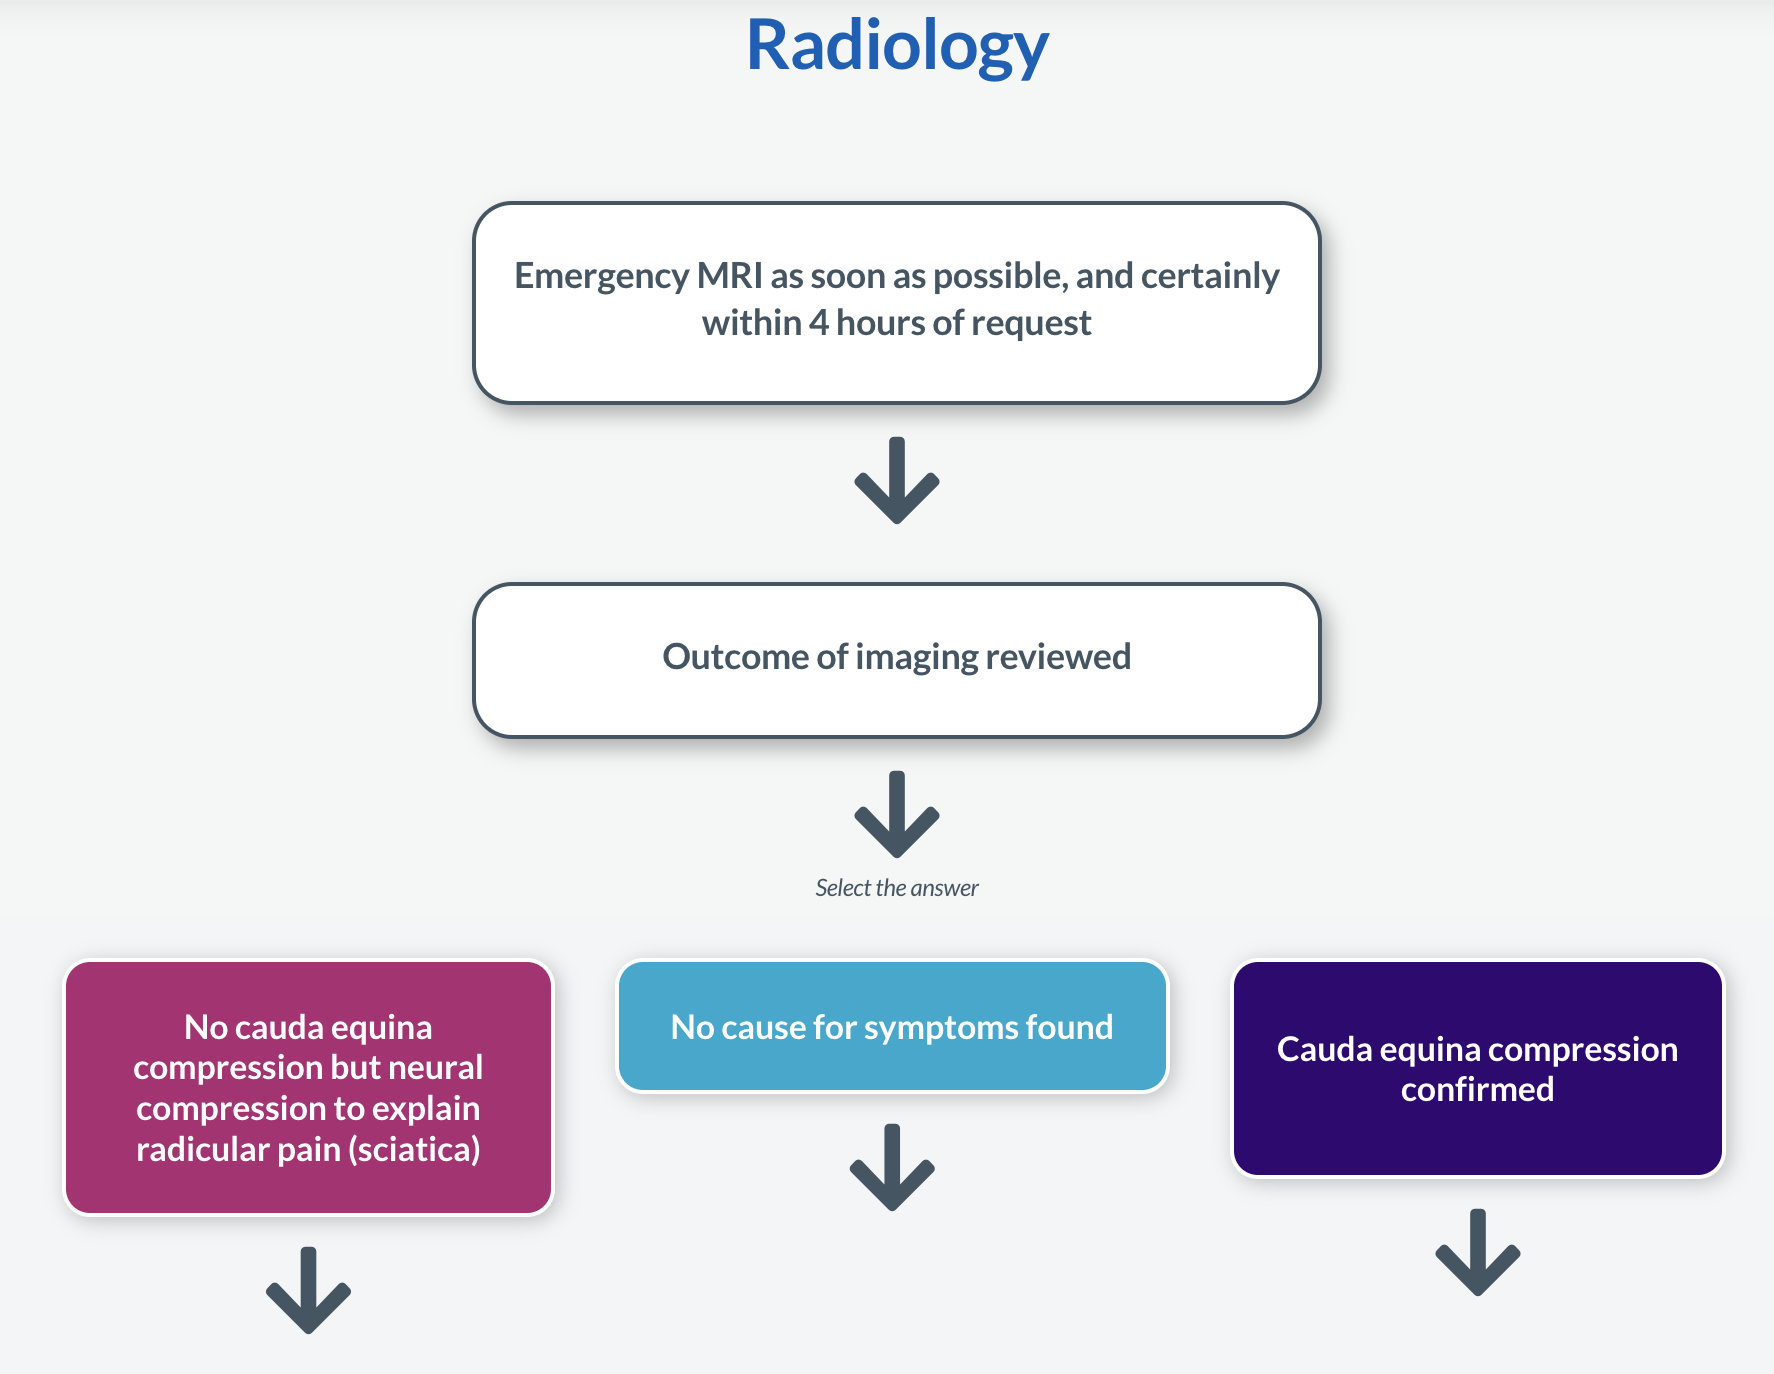 Radiology
Emergency MRI as soon as possible, and certainly
within 4 hours of request
Outcome of imaging reviewed
Select the answer
No cauda equina
compression but neural
compression to explain
radicular pain (sciatica)
No cause for symptoms found
Cauda equina compression
confirmed